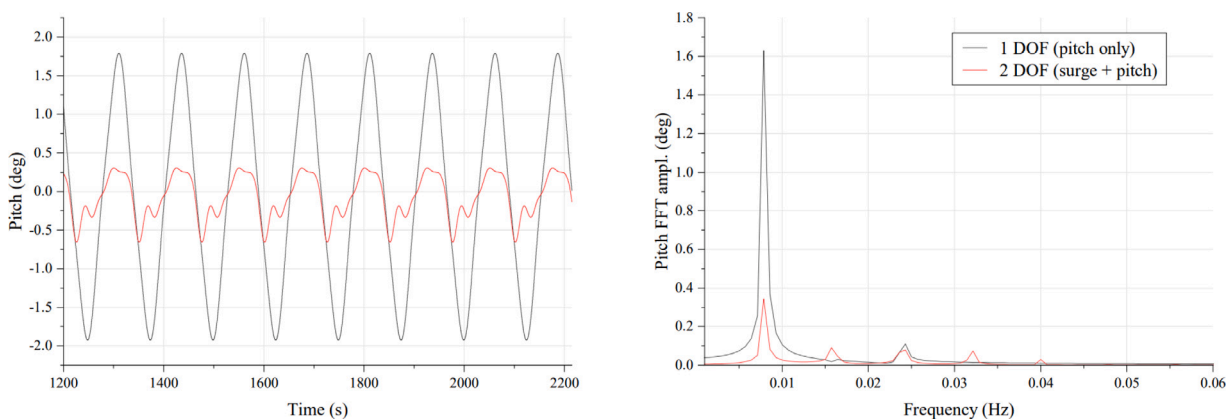 2.0
1.5
1.0
0.5
0.0
-0.5
-1.0
-1.5
-2.0
Pitch (deg)
1200 1400 1600 1800 2000 2200
Time (s)
1.8
1.6
1.4
1.2
1.0
0.8
0.6
0.4
0.2
0.0
Pitch FFT ampl. (deg)
1 DOF (pitch only)
2 DOF (surge + pitch)
0.01 0.02 0.03 0.04 0.05 0.06
Frequency (Hz)